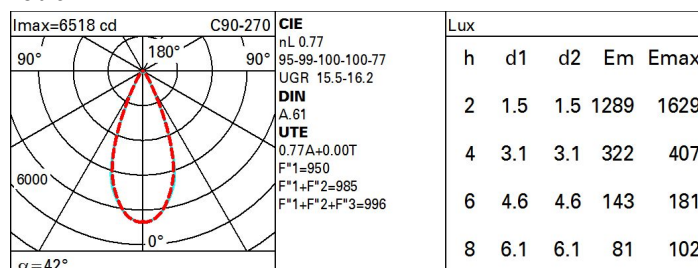 Imax=6518 cd C90-270
90° 180° 90°
6000
0°
α=42°
CIE
nL 0.77
95-99-100-100-77
UGR 15.5-16.2
DIN
A.61
UTE
0.77A+0.00T
F"1=950
F"1+F"2=985
F"1+F"2+F"3=996
Lux
h d1 d2 Em Emax
2 1.5 1.5 1289 1629
4 3.1 3.1 322 407
6 4.6 4.6 143 181
8 6.1 6.1 81 102